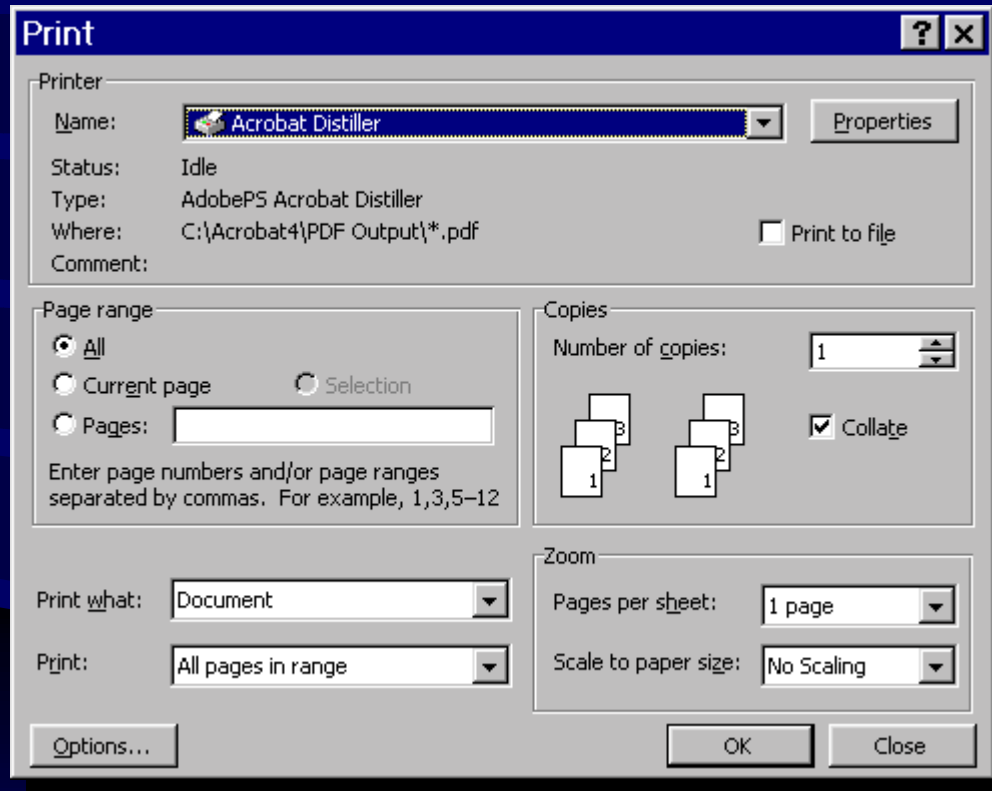 Print
Printer
Name: Acrobat Distiller Properties
Status: Idle
Type: AdobePS Acrobat Distiller
Where: C:\Acrobat4\PDF Output\*.pdf Print to file
Comment:
Page range
All
Current page Selection
Pages:
Enter page numbers and/or page ranges
separated by commas. For example, 1,3,5–12
Copies
Number of copies: 1
3 3
2 2
1 1
Collate
Print what: Document
Print: All pages in range
Zoom
Pages per sheet: 1 page
Scale to paper size: No Scaling
Options... OK Close